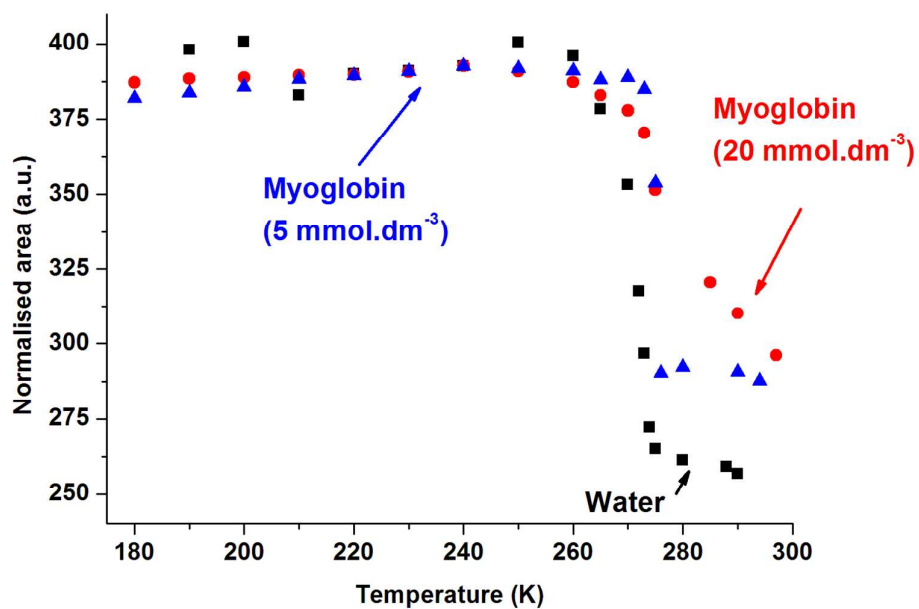 400
375
350
325
300
275
250
Normalised area (a.u.)
Myoglobin
(20 mmol.dm⁻³)
Myoglobin
(5 mmol.dm⁻³)
Water
180
200
220
240
260
280
300
Temperature (K)